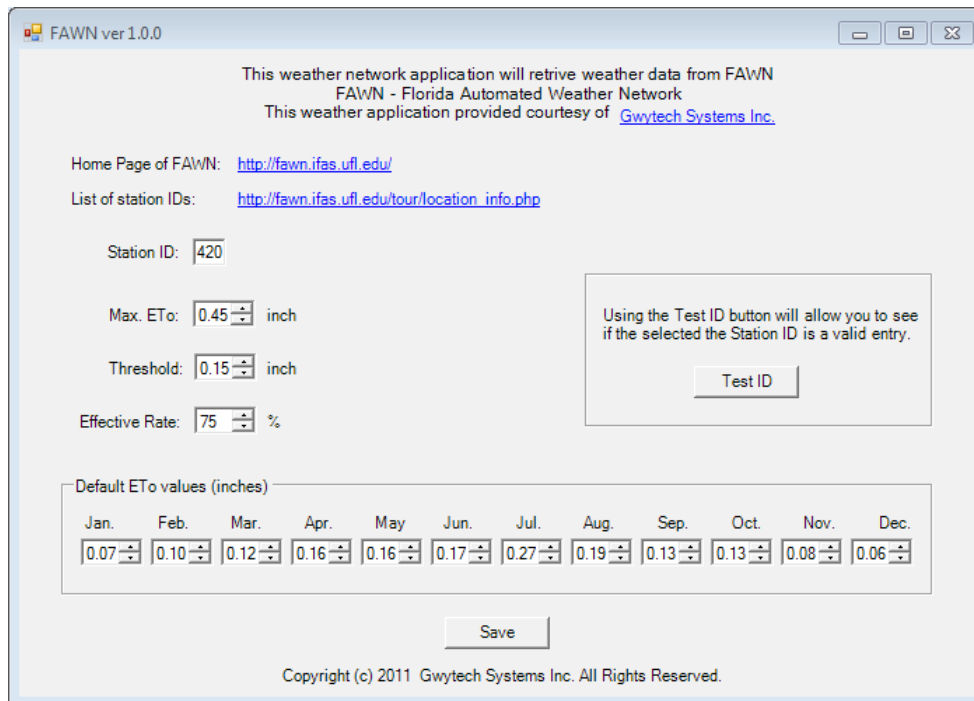 FAWN ver 1.0.0
This weather network application will retrive weather data from FAWN
FAWN - Florida Automated Weather Network
This weather application provided courtesy of Gwytech Systems Inc.
Home Page of FAWN: http://fawn.ifas.ufl.edu/
List of station IDs: http://fawn.ifas.ufl.edu/tour/location_info.php
Station ID: 420
Max. ETo: 0.45 inch
Threshold: 0.15 inch
Effective Rate: 75 %
Using the Test ID button will allow you to see
if the selected the Station ID is a valid entry.
Test ID
Default ETo values (inches)
Jan. Feb. Mar. Apr. May Jun. Jul. Aug. Sep. Oct. Nov. Dec.
0.07 0.10 0.12 0.16 0.16 0.17 0.27 0.19 0.13 0.13 0.08 0.06
Save
Copyright (c) 2011 Gwytech Systems Inc. All Rights Reserved.